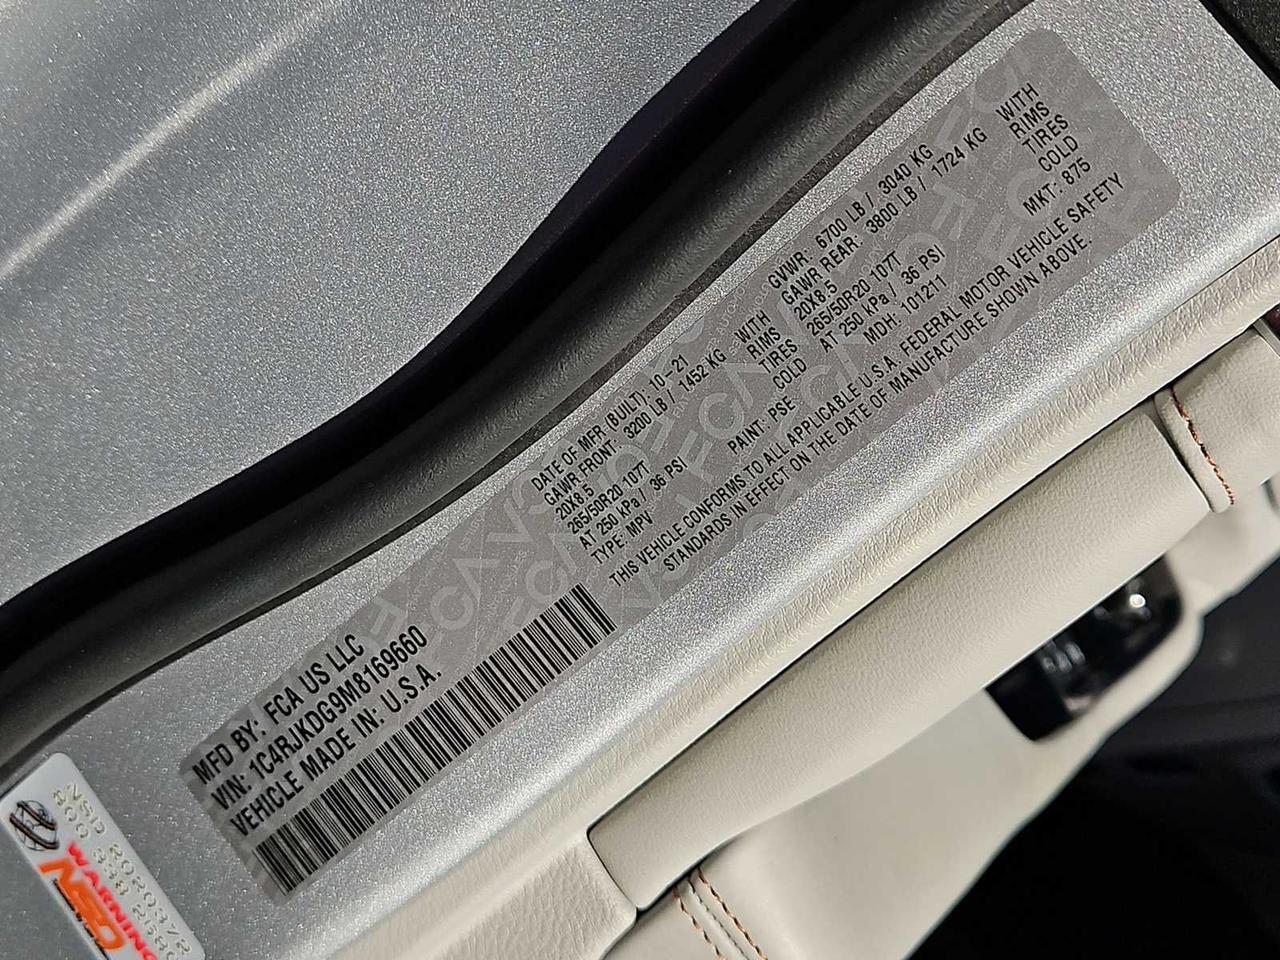 MFD BY: FCA US LLC
VIN: 1C4RJKDG9M8169660
VEHICLE MADE IN: U.S.A.
DATE OF MFR (BUILT): 10-21 GVWR: 6700 LB / 3040 KG
GAWR FRONT: 3200 LB / 1452 KG WITH GAWR REAR: 3800 LB / 1724 KG WITH
20X8.5 RIMS 20X8.5 RIMS
265/50R20 107T TIRES 265/50R20 107T TIRES
AT 250 kPa / 36 PSI COLD AT 250 kPa / 36 PSI COLD
TYPE: MPV PAINT: PSE MDH: 101211 MKT: 875
THIS VEHICLE CONFORMS TO ALL APPLICABLE U.S.A. FEDERAL MOTOR VEHICLE SAFETY
STANDARDS IN EFFECT ON THE DATE OF MANUFACTURE SHOWN ABOVE.
WARNING
NSD